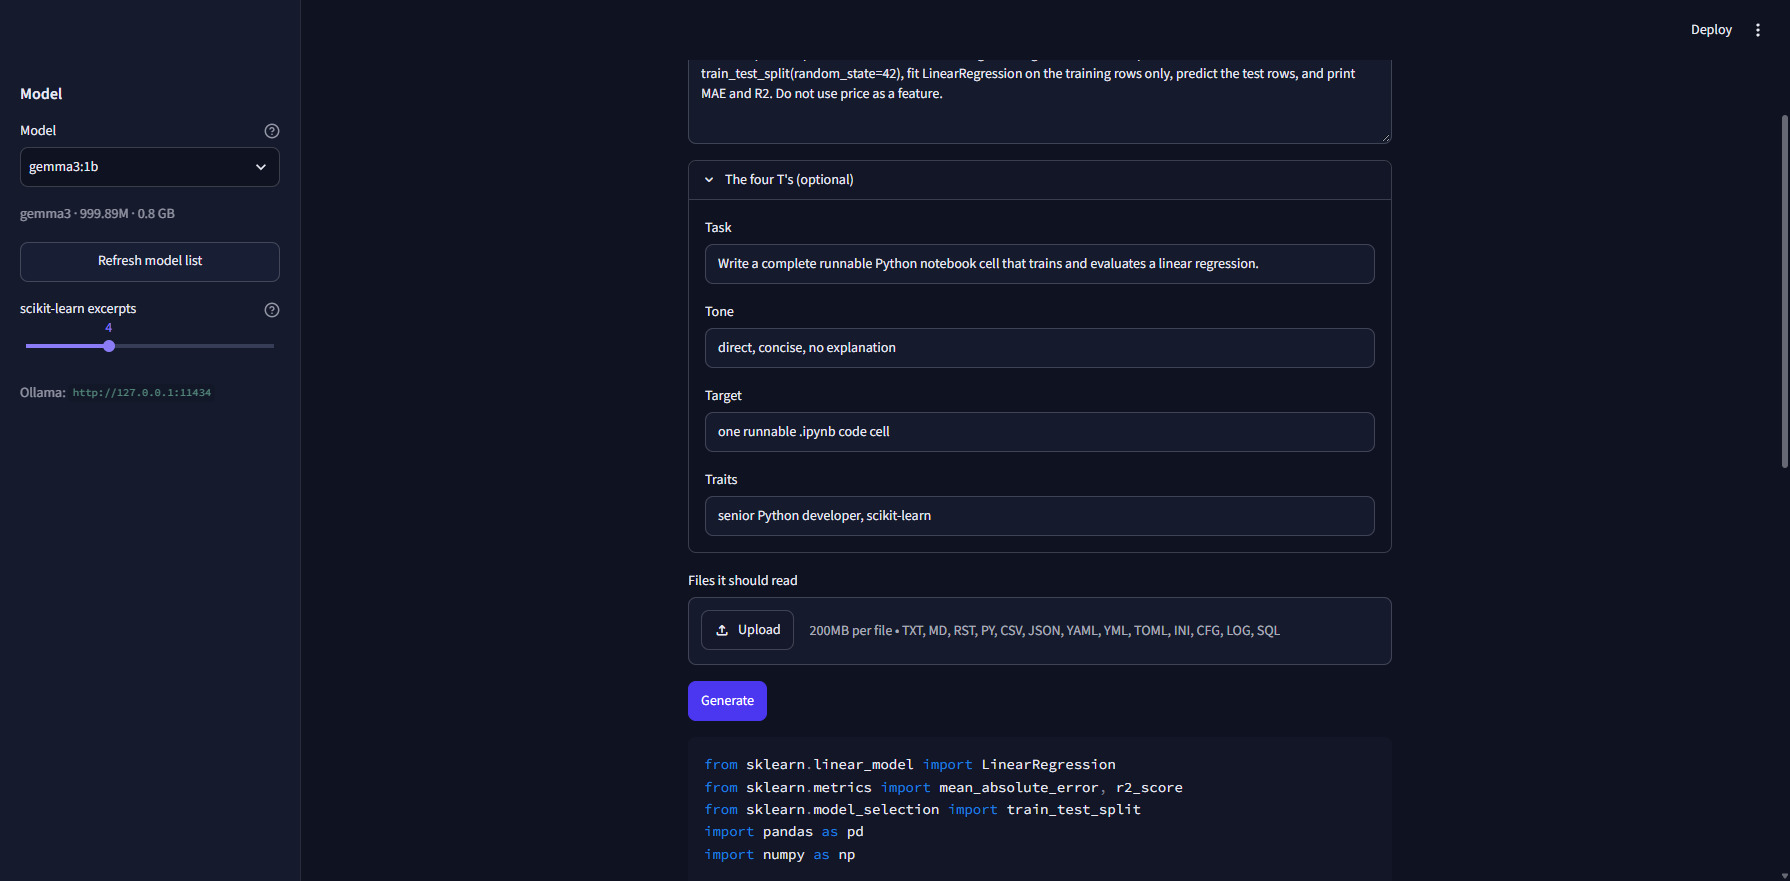 Deploy
Model
Model
gemma3:1b
gemma3 · 999.89M · 0.8 GB
Refresh model list
scikit-learn excerpts
4
Ollama: http://127.0.0.1:11434
train_test_split(random_state=42), fit LinearRegression on the training rows only, predict the test rows, and print
MAE and R2. Do not use price as a feature.
The four T's (optional)
Task
Write a complete runnable Python notebook cell that trains and evaluates a linear regression.
Tone
direct, concise, no explanation
Target
one runnable .ipynb code cell
Traits
senior Python developer, scikit-learn
Files it should read
Upload
200MB per file • TXT, MD, RST, PY, CSV, JSON, YAML, YML, TOML, INI, CFG, LOG, SQL
Generate
from sklearn.linear_model import LinearRegression
from sklearn.metrics import mean_absolute_error, r2_score
from sklearn.model_selection import train_test_split
import pandas as pd
import numpy as np